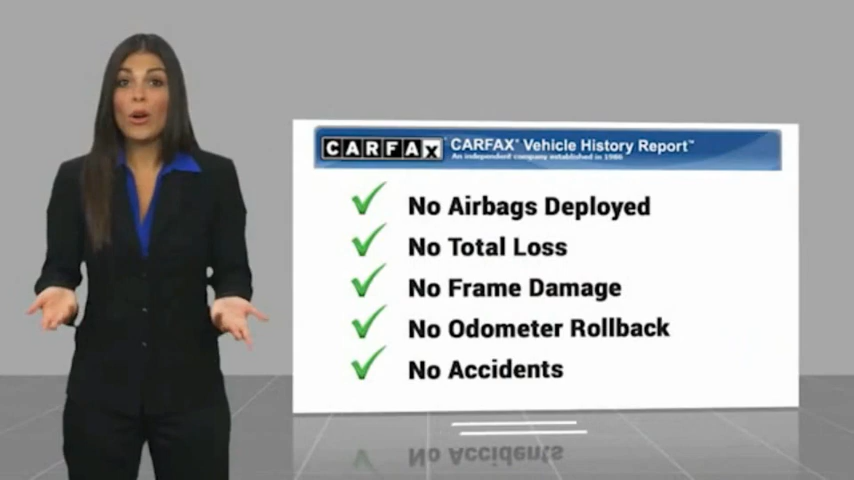 CARFAX CARFAX Vehicle History Report™
An independent company established in 1986
No Airbags Deployed
No Total Loss
No Frame Damage
No Odometer Rollback
No Accidents
No Accidents